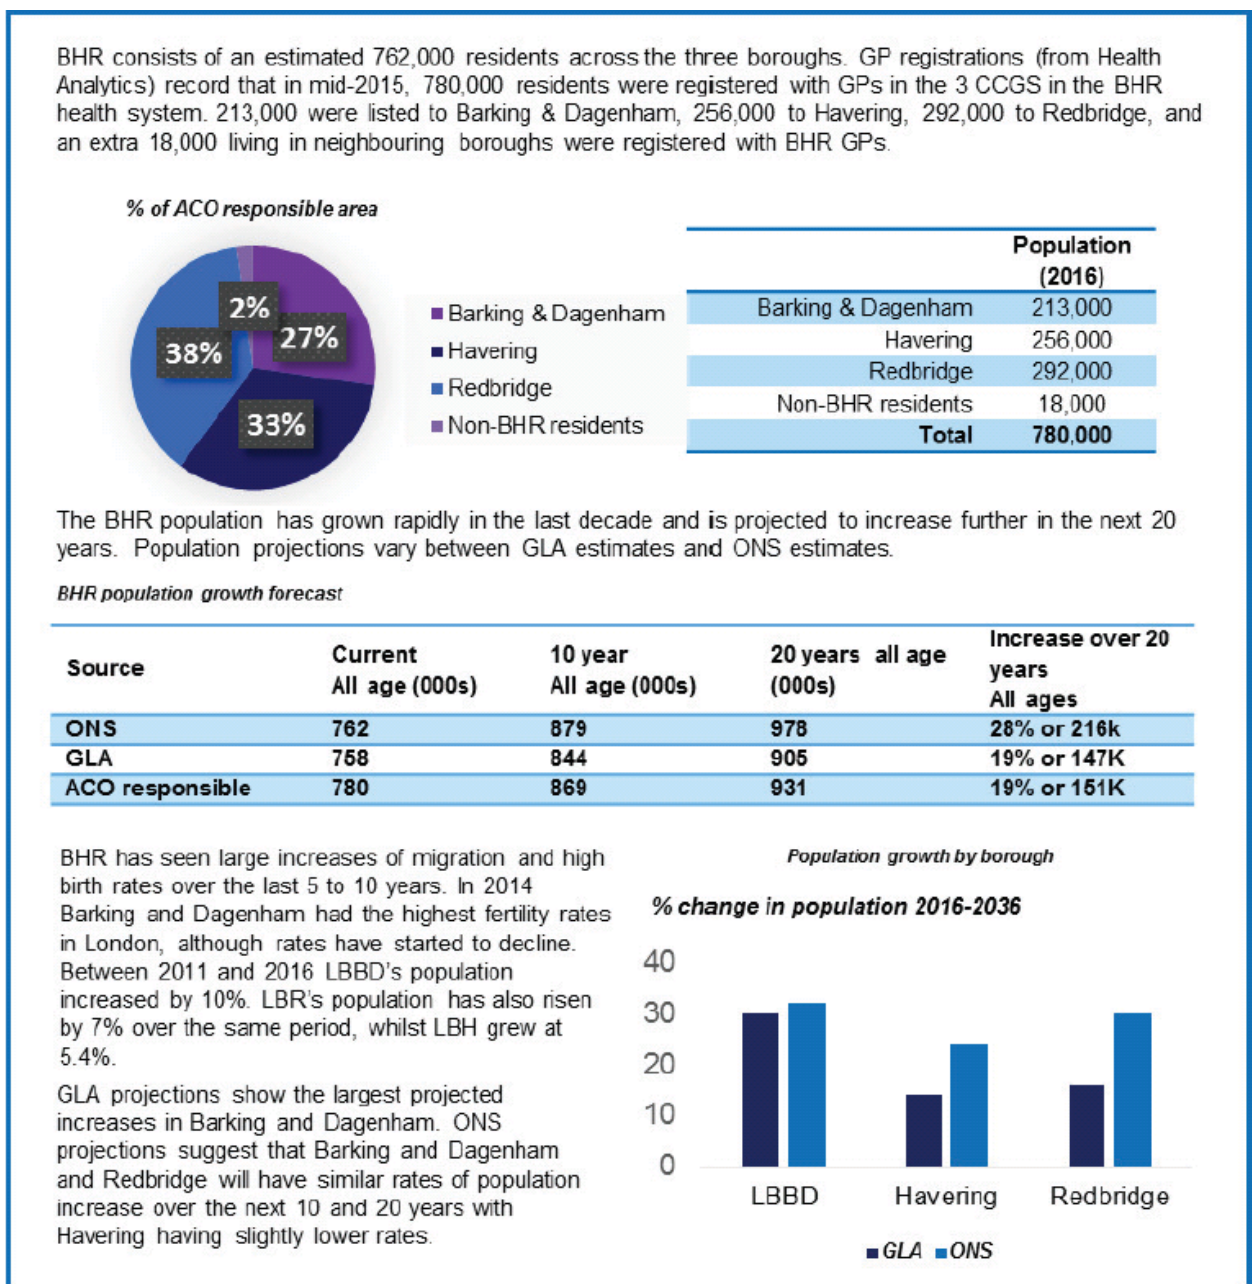 BHR consists of an estimated 762,000 residents across the three boroughs. GP registrations (from Health
Analytics) record that in mid-2015, 780,000 residents were registered with GPs in the 3 CCGS in the BHR
health system. 213,000 were listed to Barking & Dagenham, 256,000 to Havering, 292,000 to Redbridge, and
an extra 18,000 living in neighbouring boroughs were registered with BHR GPs.
% of ACO responsible area
2%
27%
38%
33%
Barking & Dagenham
Havering
Redbridge
Non-BHR residents
Population
(2016)
Barking & Dagenham 213,000
Havering 256,000
Redbridge 292,000
Non-BHR residents 18,000
Total 780,000
The BHR population has grown rapidly in the last decade and is projected to increase further in the next 20
years. Population projections vary between GLA estimates and ONS estimates.
BHR population growth forecast
Source
Current
All age (000s)
10 year
All age (000s)
20 years all age
(000s)
Increase over 20
years
All ages
ONS 762 879 978 28% or 216k
GLA 758 844 905 19% or 147K
ACO responsible 780 869 931 19% or 151K
BHR has seen large increases of migration and high
birth rates over the last 5 to 10 years. In 2014
Barking and Dagenham had the highest fertility rates
in London, although rates have started to decline.
Between 2011 and 2016 LBBD's population
increased by 10%. LBR's population has also risen
by 7% over the same period, whilst LBH grew at
5.4%.
GLA projections show the largest projected
increases in Barking and Dagenham. ONS
projections suggest that Barking and Dagenham
and Redbridge will have similar rates of population
increase over the next 10 and 20 years with
Havering having slightly lower rates.
Population growth by borough
% change in population 2016-2036
40
30
20
10
0
LBBD Havering Redbridge
GLA ONS